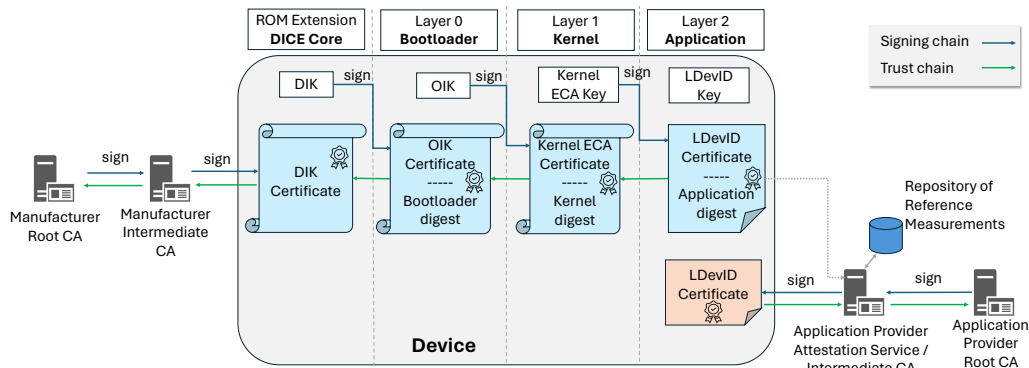 ROM Extension
DICE Core
Layer 0
Bootloader
Layer 1
Kernel
Layer 2
Application
Signing chain
Trust chain
DIK
sign
OIK
sign
Kernel
ECA Key
sign
LDevID
Key
sign
sign
Manufacturer
Root CA
Manufacturer
Intermediate
CA
DIK
Certificate
OIK
Certificate
-----
Bootloader
digest
Kernel ECA
Certificate
-----
Kernel
digest
LDevID
Certificate
-----
Application
digest
Repository of
Reference
Measurements
LDevID
Certificate
sign
sign
Application Provider
Attestation Service /
Intermediate CA
Application
Provider
Root CA
Device